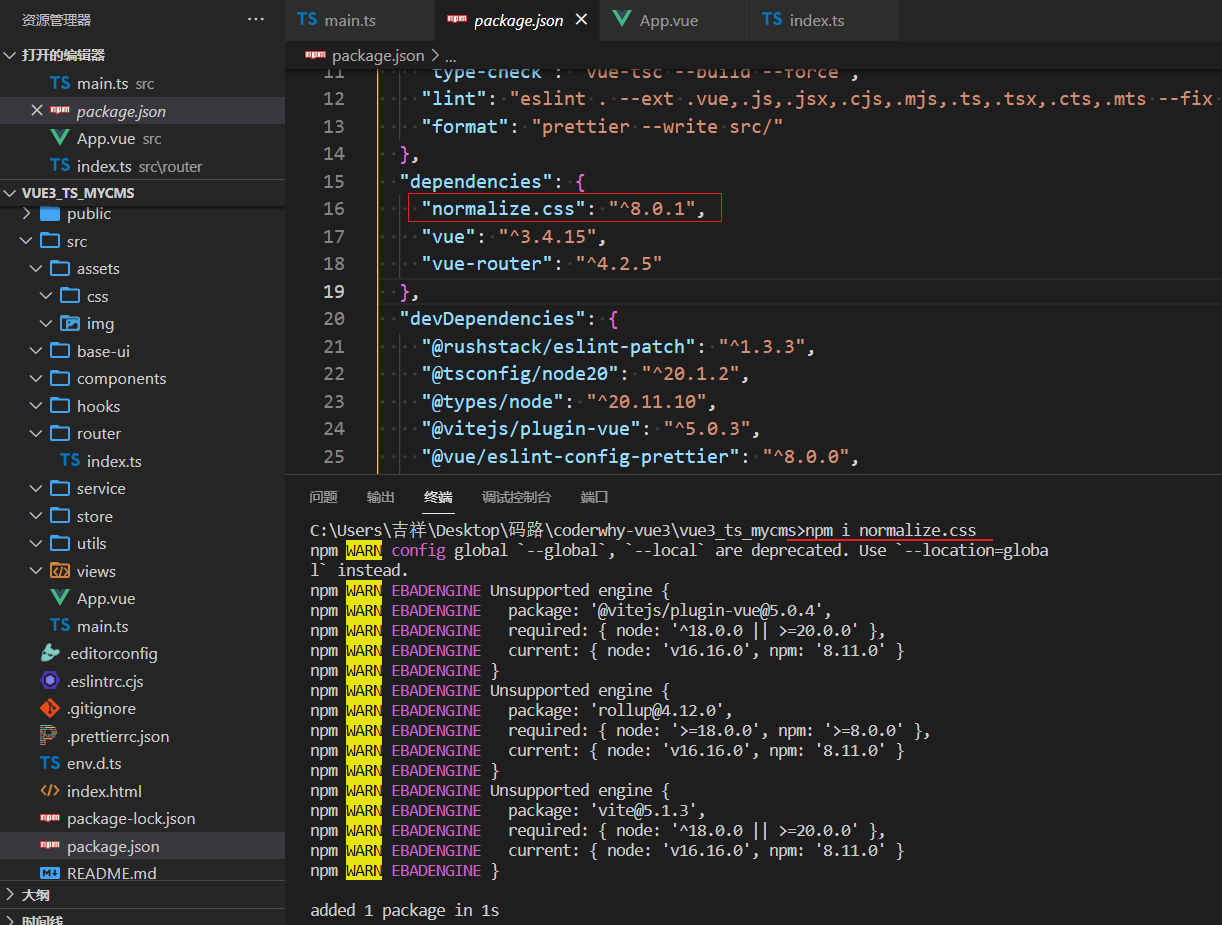 资源管理器 ···
打开的编辑器
TS main.ts src
npm package.json
App.vue src
TS index.ts src\router
VUE3_TS_MYCMS
public
src
assets
css
img
base-ui
components
hooks
router
TS index.ts
service
store
utils
views
App.vue
TS main.ts
.editorconfig
.eslintrc.cjs
.gitignore
.prettierrc.json
TS env.d.ts
index.html
npm package-lock.json
npm package.json
README.md
大纲
时间线
TS main.ts
npm package.json
App.vue
TS index.ts
npm package.json > ...
11 "type-check": "vue-tsc --build --force",
12 "lint": "eslint . --ext .vue,.js,.jsx,.cjs,.mjs,.ts,.tsx,.cts,.mts --fix
13 "format": "prettier --write src/"
14 },
15 "dependencies": {
16 "normalize.css": "^8.0.1",
17 "vue": "^3.4.15",
18 "vue-router": "^4.2.5"
19 },
20 "devDependencies": {
21 "@rushstack/eslint-patch": "^1.3.3",
22 "@tsconfig/node20": "^20.1.2",
23 "@types/node": "^20.11.10",
24 "@vitejs/plugin-vue": "^5.0.3",
25 "@vue/eslint-config-prettier": "^8.0.0",
问题 输出 终端 调试控制台 端口
C:\Users\吉祥\Desktop\码路\coderwhy-vue3\vue3_ts_mycms>npm i normalize.css
npm WARN config global `--global`, `--local` are deprecated. Use `--location=globa
l` instead.
npm WARN EBADENGINE Unsupported engine {
npm WARN EBADENGINE package: '@vitejs/plugin-vue@5.0.4',
npm WARN EBADENGINE required: { node: '^18.0.0 || >=20.0.0' },
npm WARN EBADENGINE current: { node: 'v16.16.0', npm: '8.11.0' }
npm WARN EBADENGINE }
npm WARN EBADENGINE Unsupported engine {
npm WARN EBADENGINE package: 'rollup@4.12.0',
npm WARN EBADENGINE required: { node: '>=18.0.0', npm: '>=8.0.0' },
npm WARN EBADENGINE current: { node: 'v16.16.0', npm: '8.11.0' }
npm WARN EBADENGINE }
npm WARN EBADENGINE Unsupported engine {
npm WARN EBADENGINE package: 'vite@5.1.3',
npm WARN EBADENGINE required: { node: '^18.0.0 || >=20.0.0' },
npm WARN EBADENGINE current: { node: 'v16.16.0', npm: '8.11.0' }
npm WARN EBADENGINE }
added 1 package in 1s